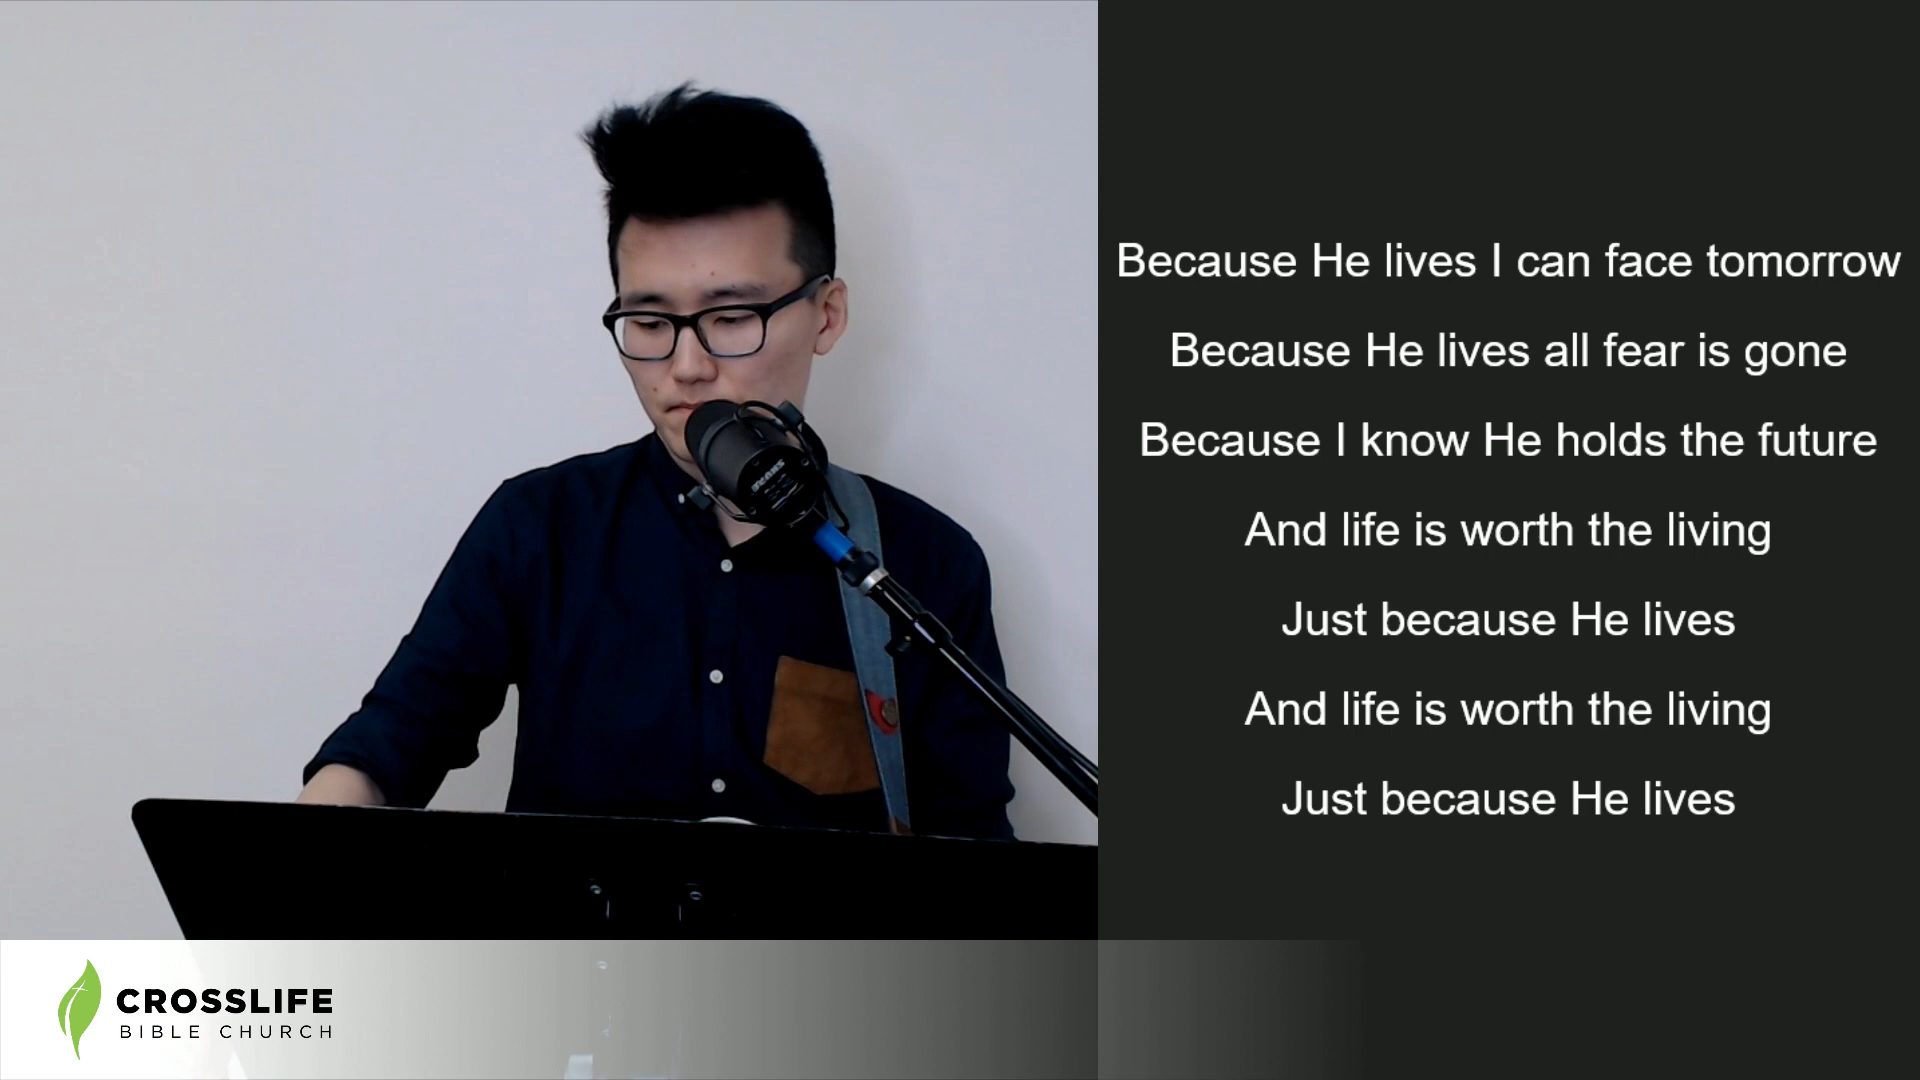 Because He lives I can face tomorrow
Because He lives all fear is gone
Because I know He holds the future
And life is worth the living
Just because He lives
And life is worth the living
Just because He lives
SHURE
CROSSLIFE
BIBLE CHURCH